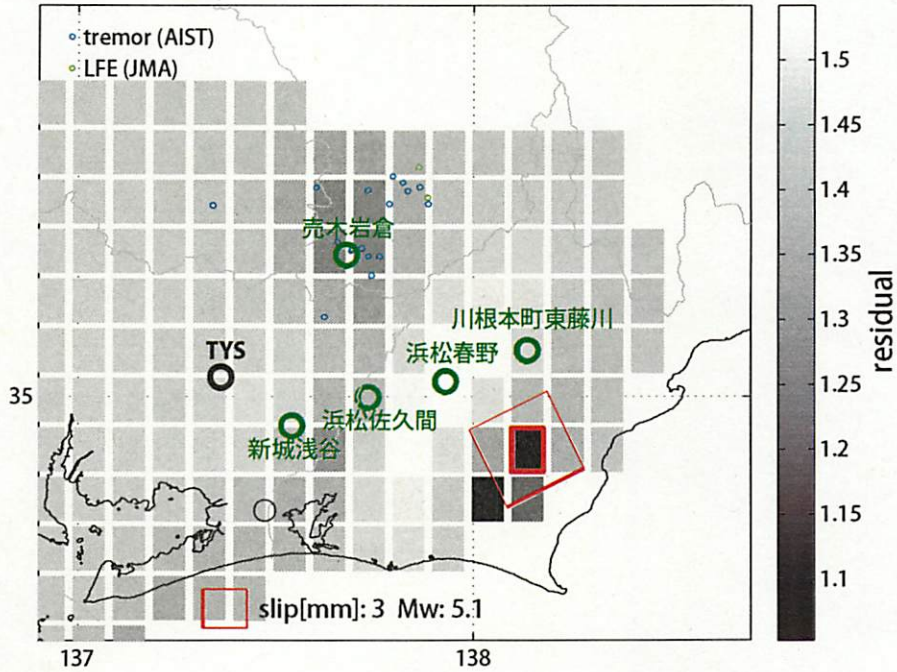 tremor (AIST)
LFE (JMA)
売木岩倉
川根本町東藤川
浜松春野
TYS
浜松佐久間
新城浅谷
35
slip[mm]: 3 Mw: 5.1
137
138
1.5
1.45
1.4
1.35
1.3
1.25
1.2
1.15
1.1
residual